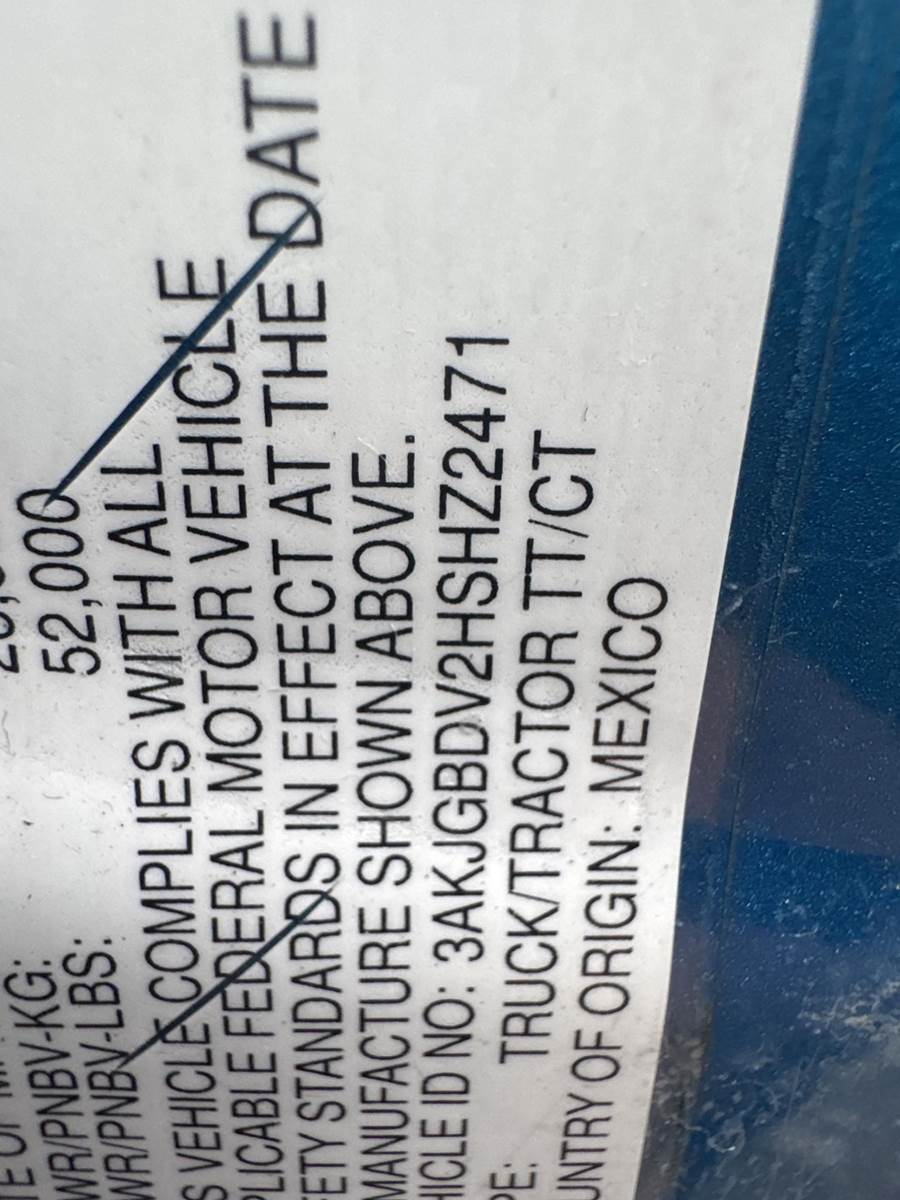 TE OF
WR/PNBV-KG:
WR/PNBV-LBS: 52,000
S VEHICLE COMPLIES WITH ALL
PLICABLE FEDERAL MOTOR VEHICLE
FETY STANDARDS IN EFFECT AT THE DATE
MANUFACTURE SHOWN ABOVE.
HICLE ID NO: 3AKJGBDV2HSHZ2471
PE: TRUCK/TRACTOR TT/CT
UNTRY OF ORIGIN: MEXICO